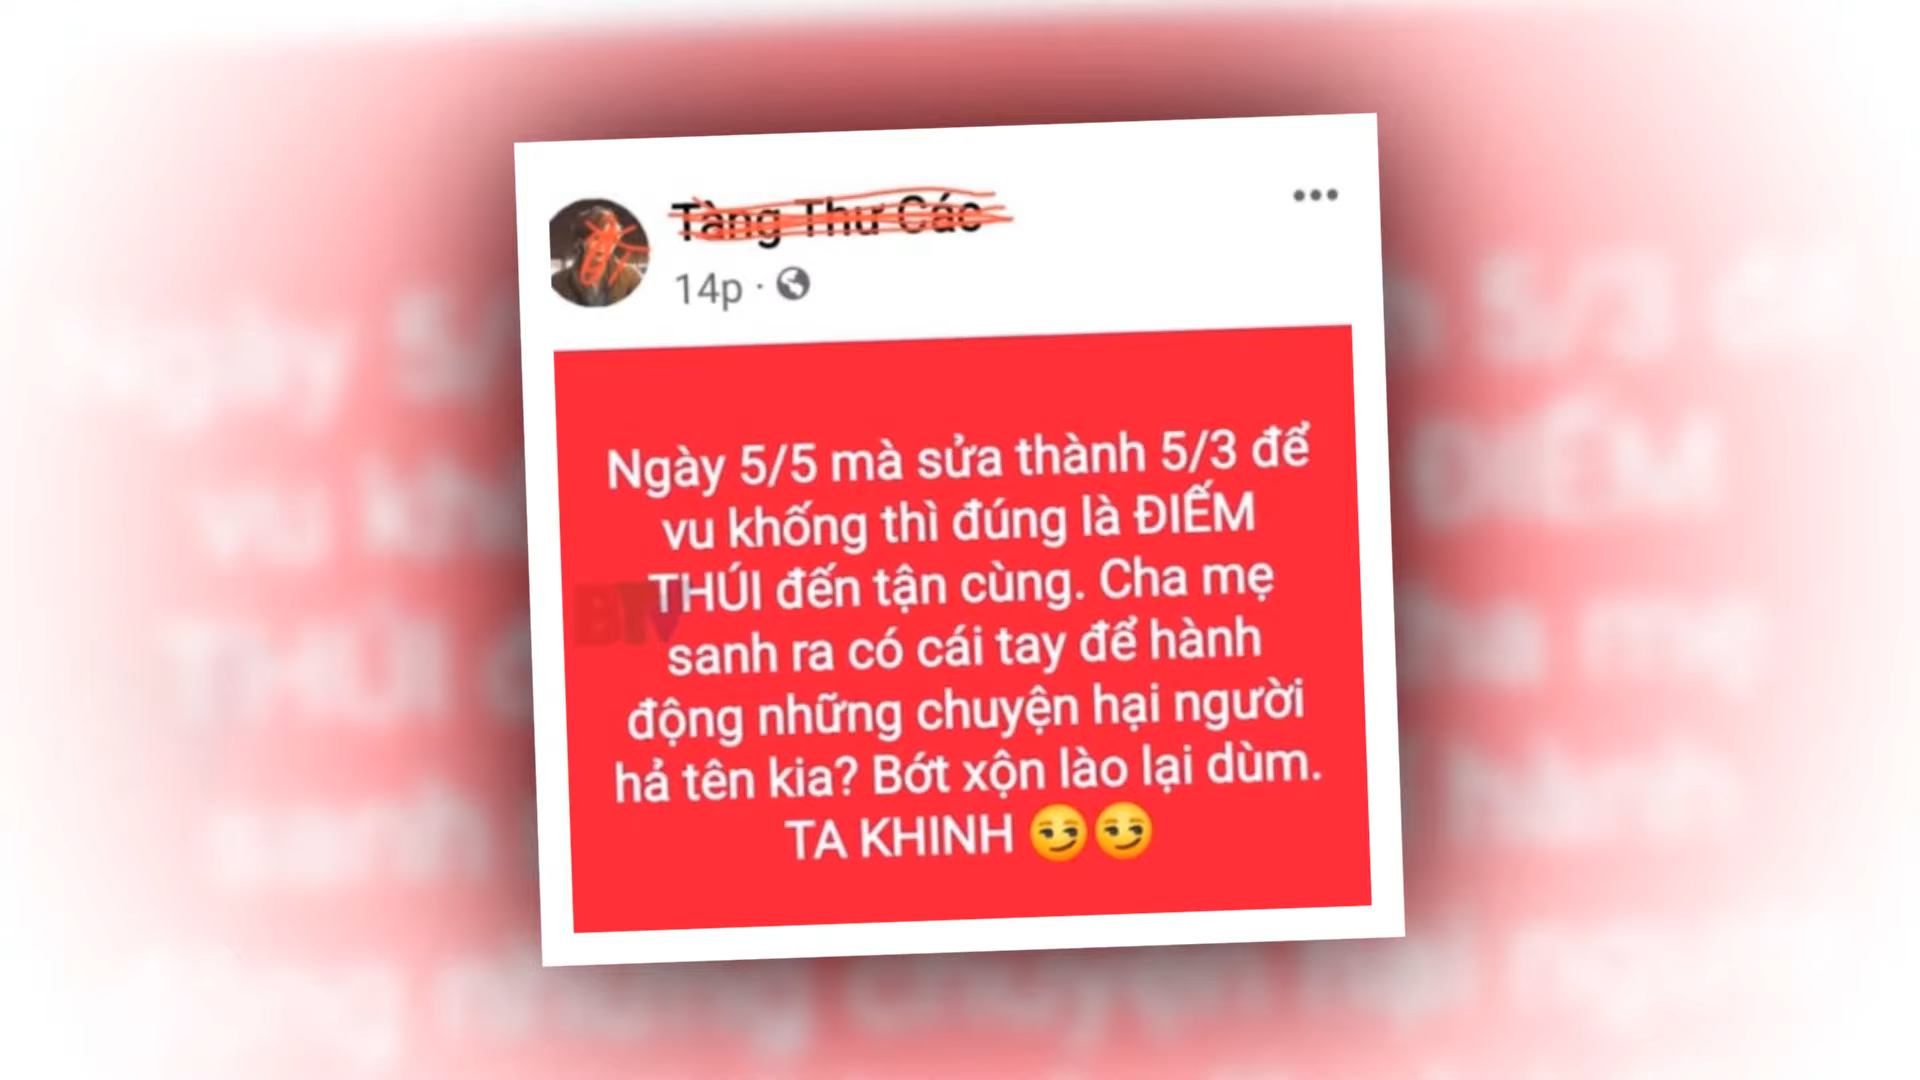 Tàng Thư Các
14p ·
Ngày 5/5 mà sửa thành 5/3 để
vu khống thì đúng là ĐIẾM
THÚI đến tận cùng. Cha mẹ
sanh ra có cái tay để hành
động những chuyện hại người
hả tên kia? Bớt xộn lào lại dùm.
TA KHINH 😏😏
BTV